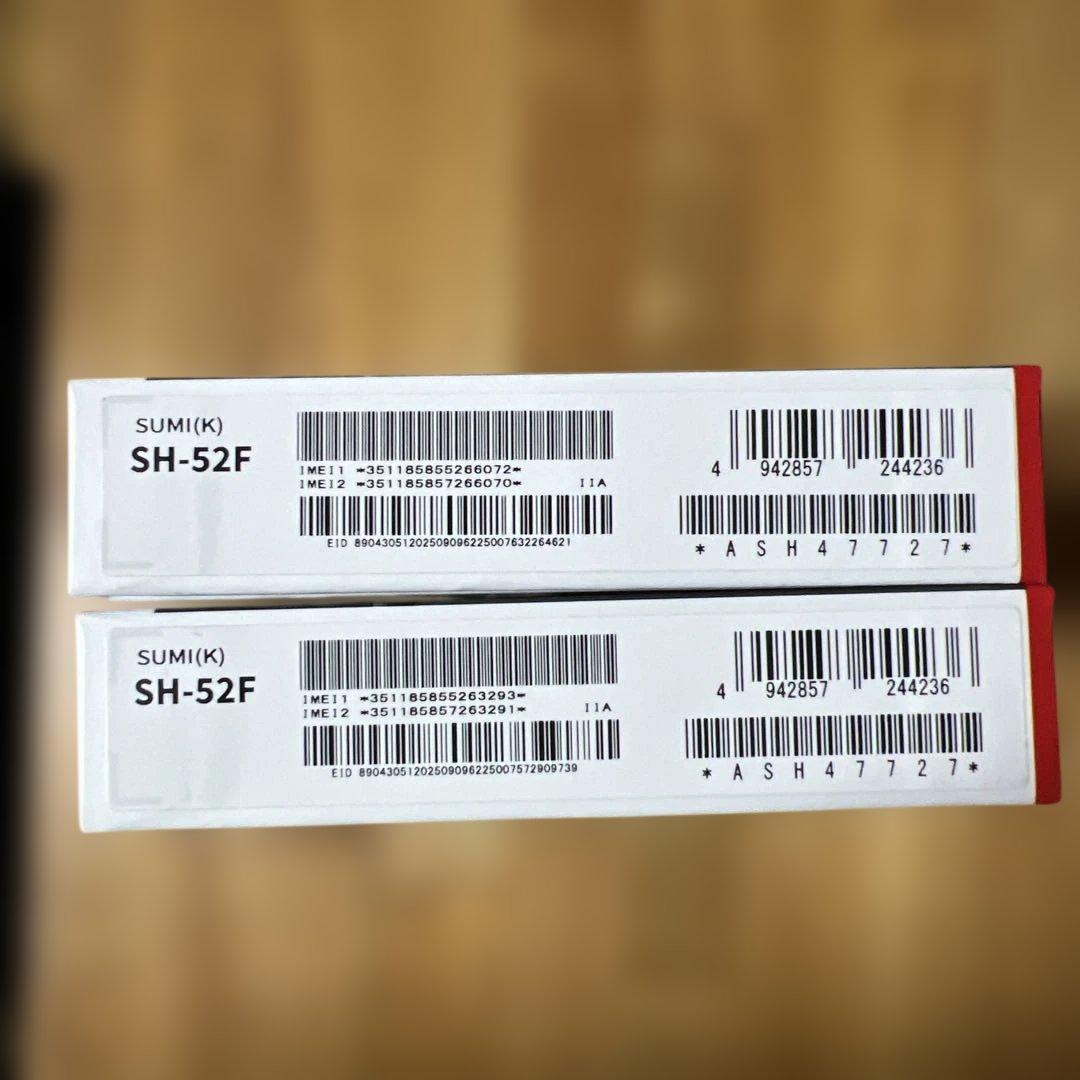 SUMI(K)
SH-52F
IMEI1 *351185855266072*
IMEI2 *351185857266070* IIA
EID 89043051202509096225007632264621
4 942857 244236
*ASH47727*
SUMI(K)
SH-52F
IMEI1 *351185855263293*
IMEI2 *351185857263291* IIA
EID 89043051202509096225007572909739
4 942857 244236
*ASH47727*